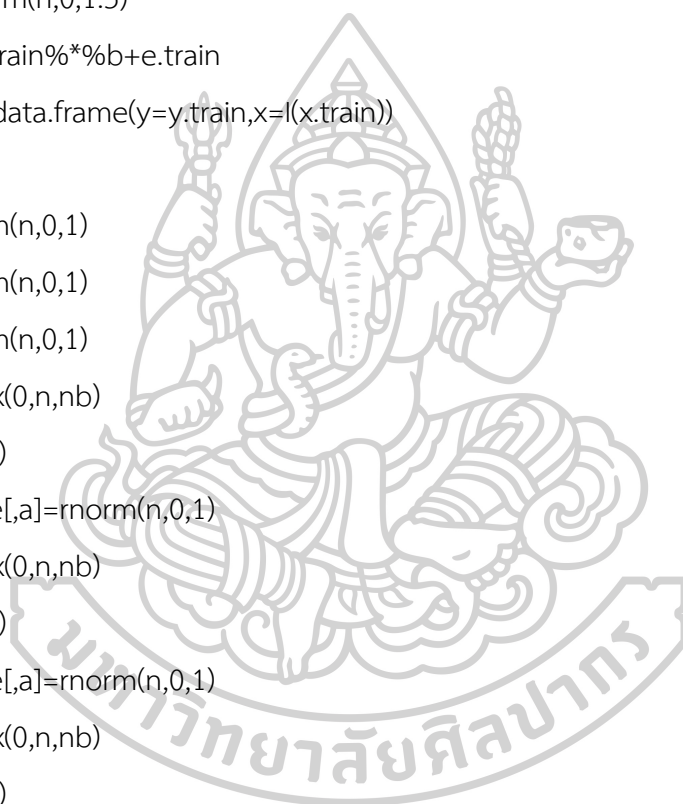 m(n,0,1.5)
rain%*%b+e.train
data.frame(y=y.train,x=I(x.train))
n(n,0,1)
n(n,0,1)
n(n,0,1)
x(0,n,nb)
)
e[,a]=rnorm(n,0,1)
x(0,n,nb)
)
e[,a]=rnorm(n,0,1)
x(0,n,nb)
)
มหาวิทยาลัยศิลปากร